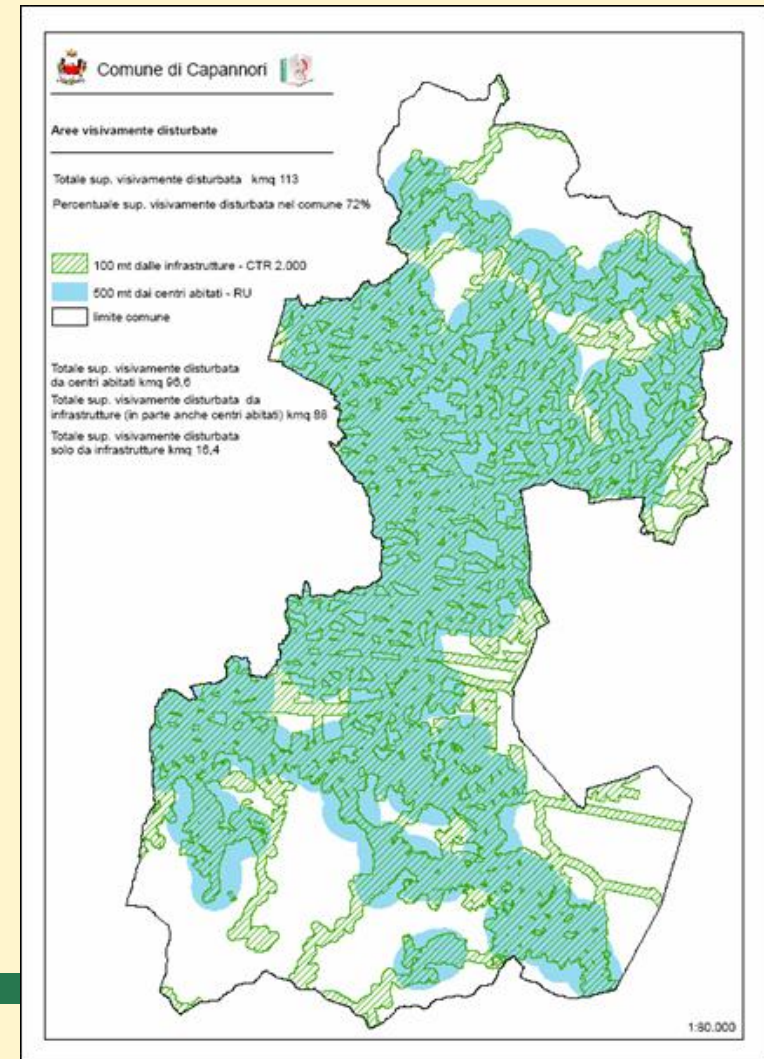 Comune di Capannori
Aree visivamente disturbate
Totale sup. visivamente disturbata kmq 113
Percentuale sup. visivamente disturbata nel comune 72%
100 mt dalle infrastrutture - CTR 2.000
500 mt dai centri abitati - RU
limite comune
Totale sup. visivamente disturbata
da centri abitati kmq 96,6
Totale sup. visivamente disturbata da
infrastrutture (in parte anche centri abitati) kmq 88
Totale sup. visivamente disturbata
solo da infrastrutture kmq 16,4
1:80.000